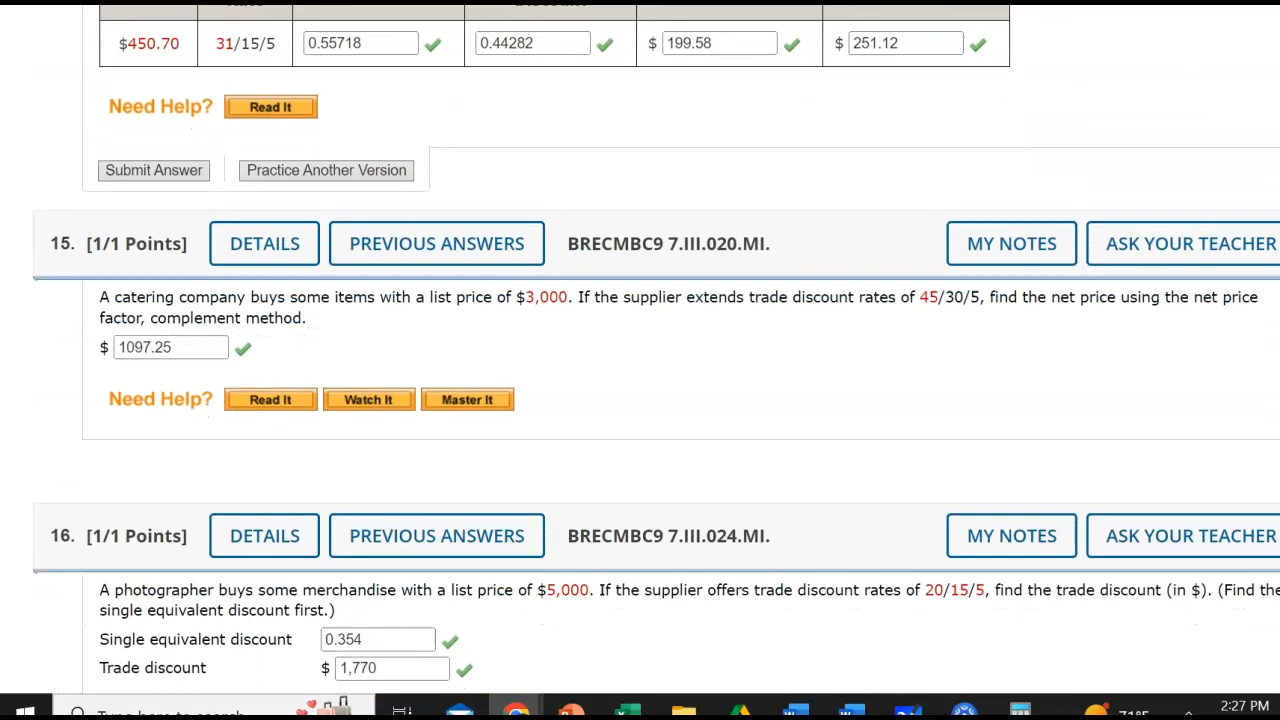 $450.70 31/15/5 0.55718 0.44282 $ 199.58 $ 251.12
Need Help? Read It
Submit Answer Practice Another Version
15. [1/1 Points] DETAILS PREVIOUS ANSWERS BRECMBC9 7.III.020.MI. MY NOTES ASK YOUR TEACHER
A catering company buys some items with a list price of $3,000. If the supplier extends trade discount rates of 45/30/5, find the net price using the net price
factor, complement method.
$ 1097.25
Need Help? Read It Watch It Master It
16. [1/1 Points] DETAILS PREVIOUS ANSWERS BRECMBC9 7.III.024.MI. MY NOTES ASK YOUR TEACHER
A photographer buys some merchandise with a list price of $5,000. If the supplier offers trade discount rates of 20/15/5, find the trade discount (in $). (Find the
single equivalent discount first.)
Single equivalent discount 0.354
Trade discount $ 1,770
Type here to search 71°F 2:27 PM